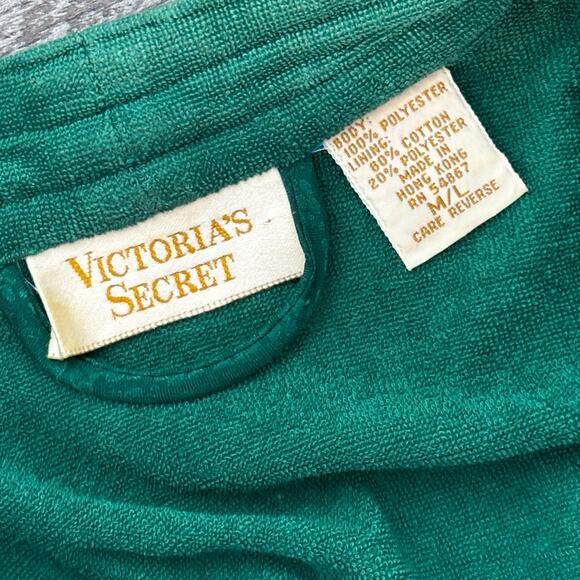 VICTORIA'S
SECRET
BODY:
100% POLYESTER
LINING:
80% COTTON
20% POLYESTER
MADE IN
HONG KONG
RN 54867
M/L
CARE REVERSE